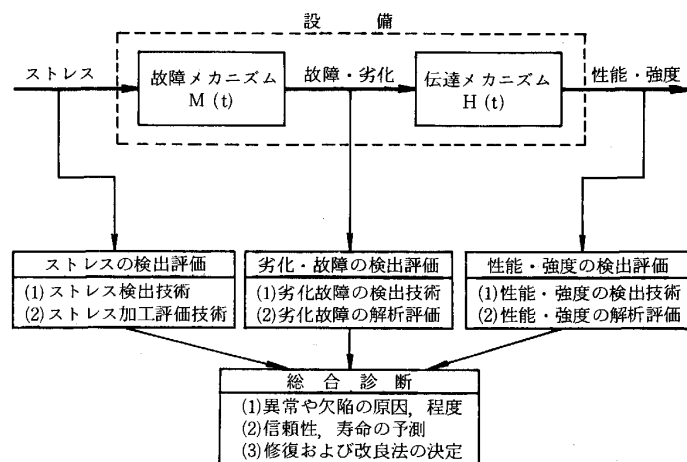 設備
ストレス
故障メカニズム
M(t)
故障・劣化
伝達メカニズム
H(t)
性能・強度
ストレスの検出評価
(1)ストレス検出技術
(2)ストレス加工評価技術
劣化・故障の検出評価
(1)劣化故障の検出技術
(2)劣化故障の解析評価
性能・強度の検出評価
(1)性能・強度の検出技術
(2)性能・強度の解析評価
総合診断
(1)異常や欠陥の原因,程度
(2)信頼性,寿命の予測
(3)修復および改良法の決定